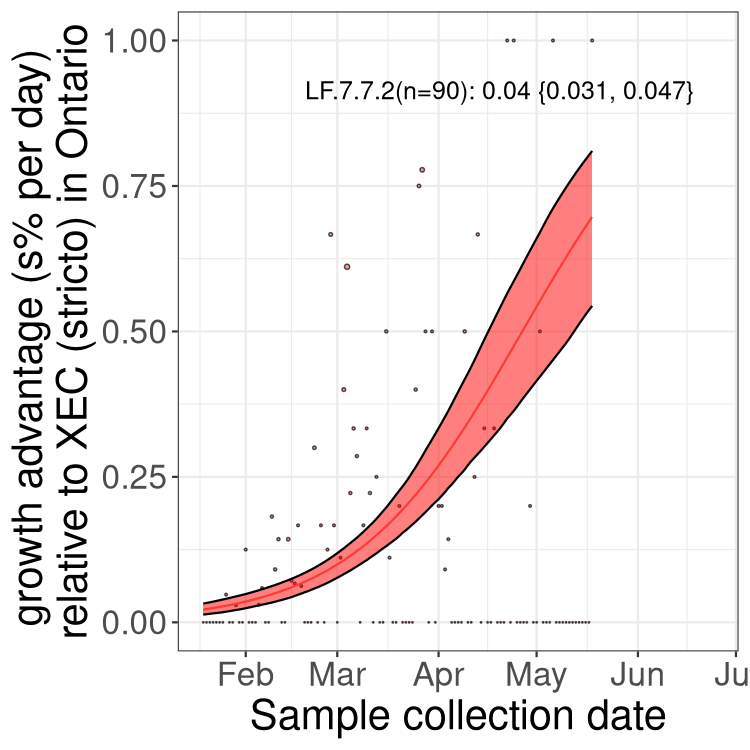 growth advantage (s% per day)
relative to XEC (stricto) in Ontario
1.00
0.75
0.50
0.25
0.00
LF.7.7.2(n=90): 0.04 {0.031, 0.047}
Feb Mar Apr May Jun Ju
Sample collection date